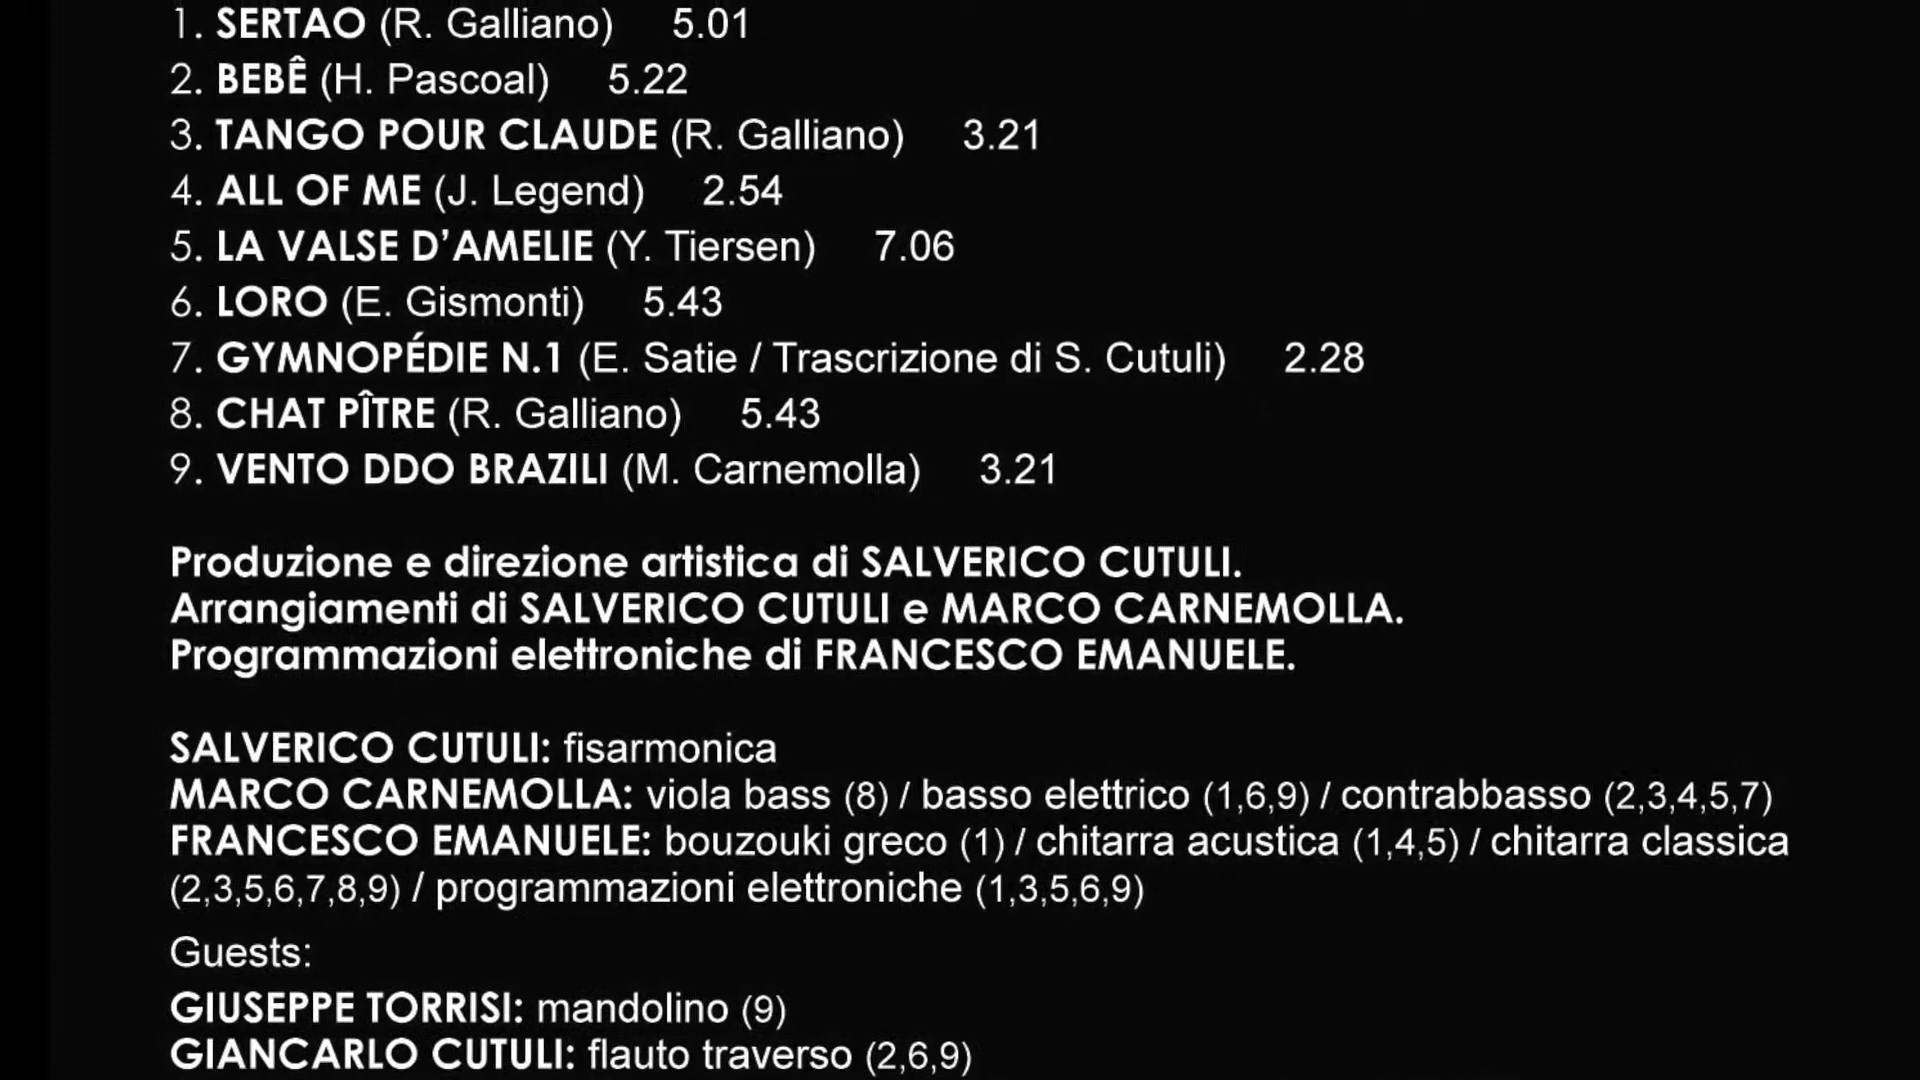 1. SERTAO (R. Galliano) 5.01
2. BEBÊ (H. Pascoal) 5.22
3. TANGO POUR CLAUDE (R. Galliano) 3.21
4. ALL OF ME (J. Legend) 2.54
5. LA VALSE D’AMELIE (Y. Tiersen) 7.06
6. LORO (E. Gismonti) 5.43
7. GYMNOPÉDIE N.1 (E. Satie / Trascrizione di S. Cutuli) 2.28
8. CHAT PÎTRE (R. Galliano) 5.43
9. VENTO DDO BRAZILI (M. Carnemolla) 3.21
Produzione e direzione artistica di SALVERICO CUTULI.
Arrangiamenti di SALVERICO CUTULI e MARCO CARNEMOLLA.
Programmazioni elettroniche di FRANCESCO EMANUELE.
SALVERICO CUTULI: fisarmonica
MARCO CARNEMOLLA: viola bass (8) / basso elettrico (1,6,9) / contrabbasso (2,3,4,5,7)
FRANCESCO EMANUELE: bouzouki greco (1) / chitarra acustica (1,4,5) / chitarra classica
(2,3,5,6,7,8,9) / programmazioni elettroniche (1,3,5,6,9)
Guests:
GIUSEPPE TORRISI: mandolino (9)
GIANCARLO CUTULI: flauto traverso (2,6,9)